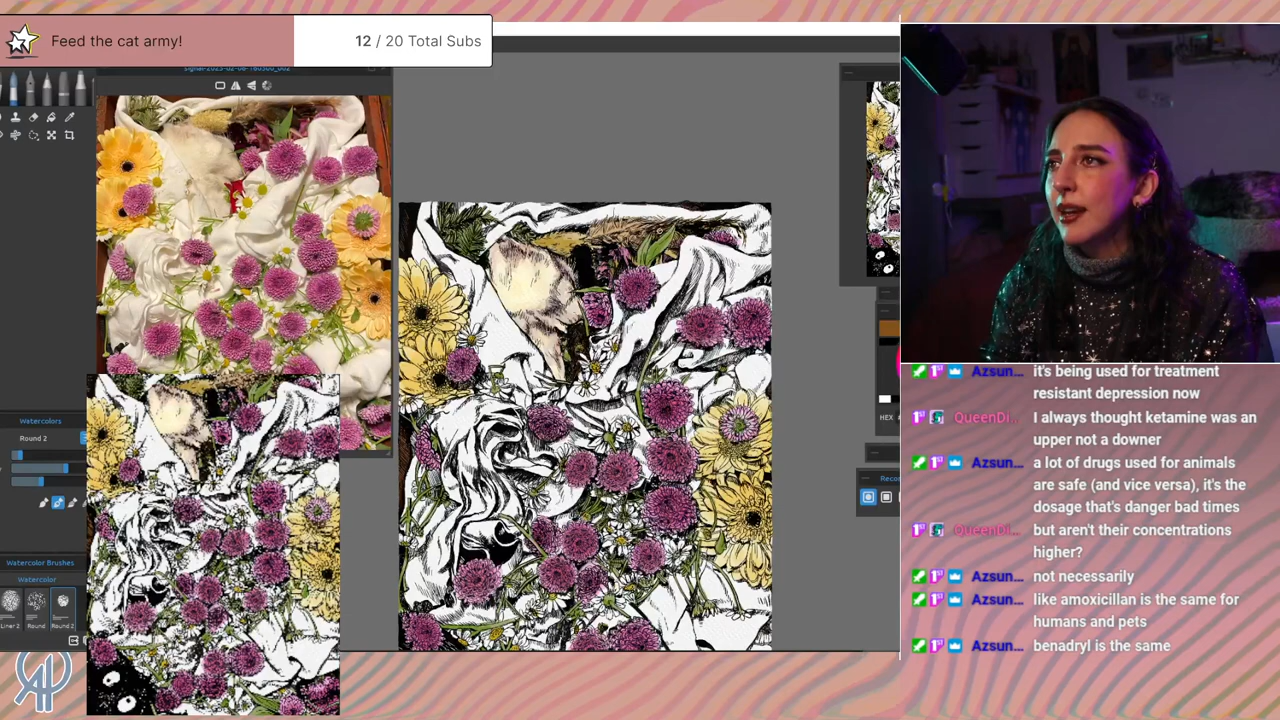 Feed the cat army!
12 / 20 Total Subs
Watercolors
Round 2
Watercolor Brushes
Watercolor
Liner 2
Round
Round 2
HEX
Azsun... it's being used for treatment
resistant depression now
QueenDi... I always thought ketamine was an
upper not a downer
Azsun... a lot of drugs used for animals
are safe (and vice versa), it's the
dosage that's danger bad times
QueenDi... but aren't their concentrations
higher?
Azsun... not necessarily
Azsun... like amoxicillan is the same for
humans and pets
Azsun... benadryl is the same